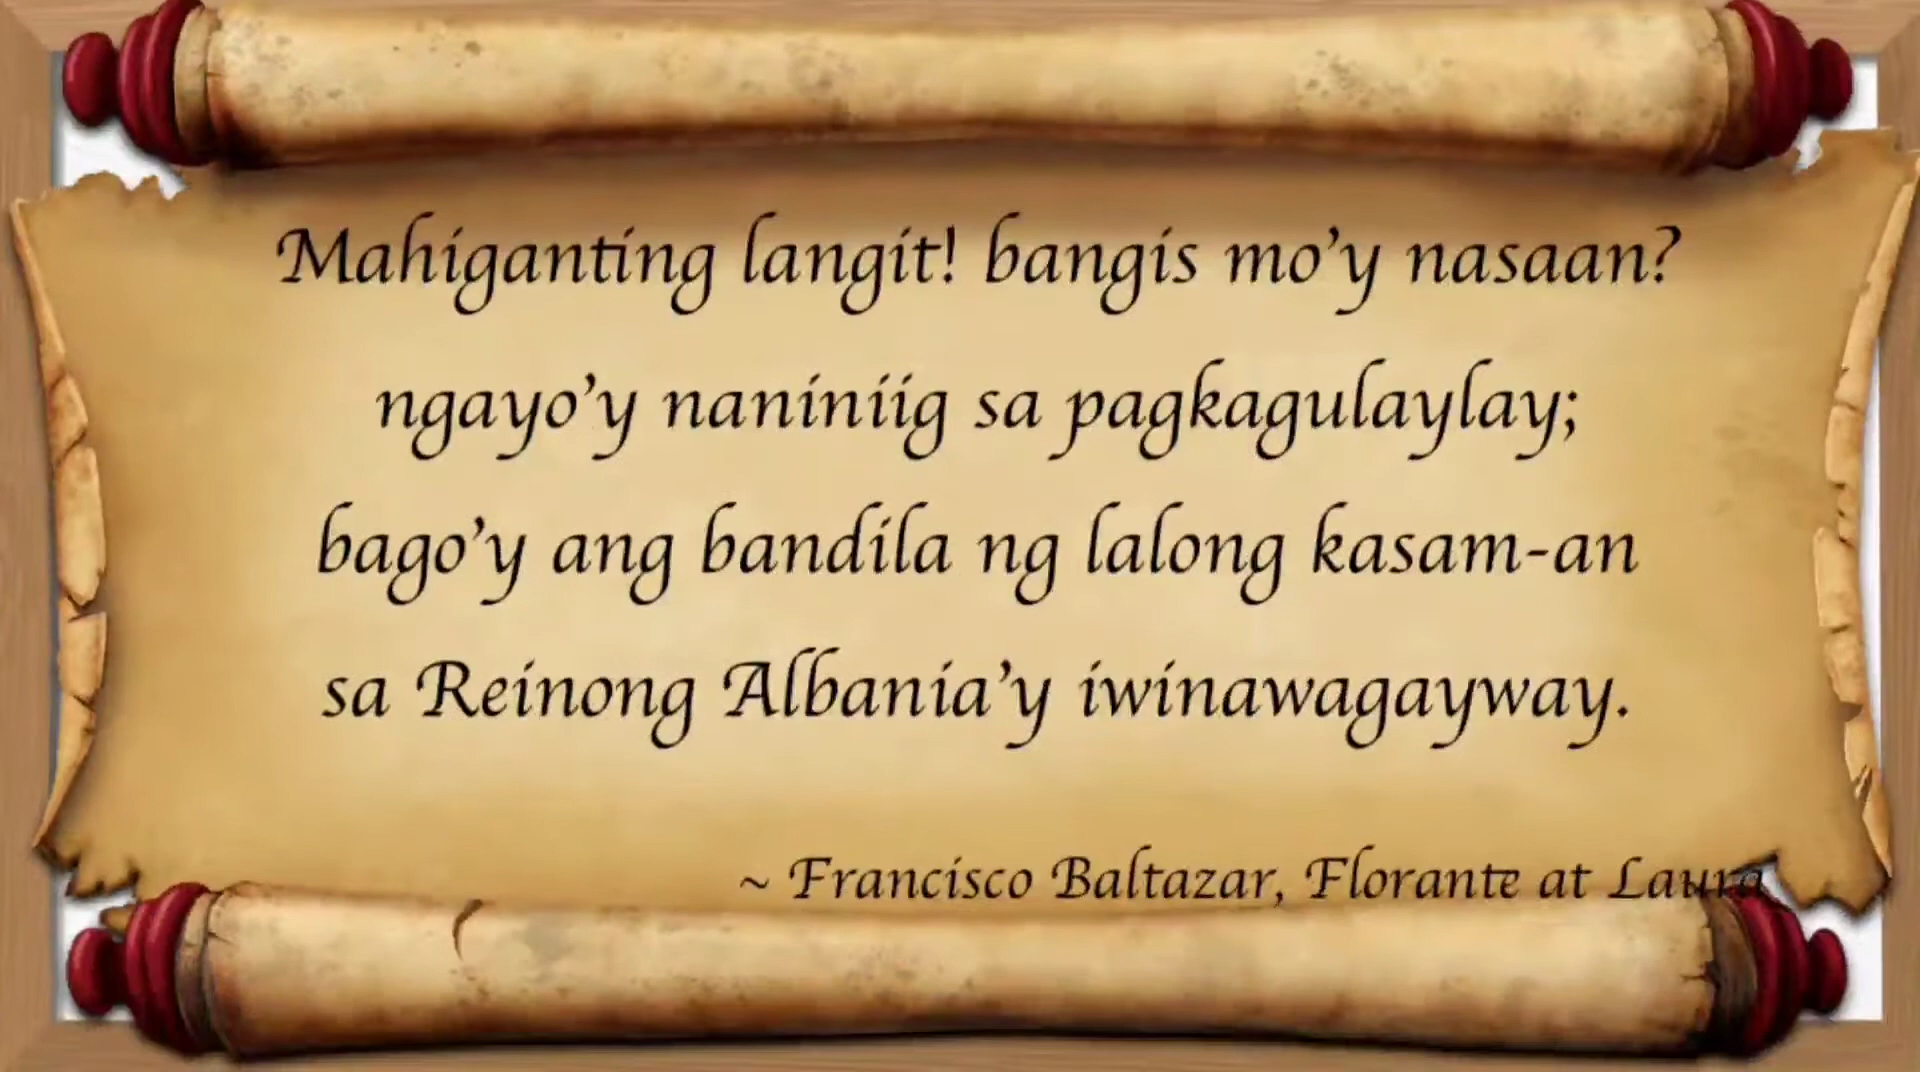 Mahiganting langit! bangis mo'y nasaan?
ngayo'y naniniig sa pagkagulaylay;
bago'y ang bandila ng lalong kasam-an
sa Reinong Albania'y iwinawagayway.
~ Francisco Baltazar, Florante at Laura